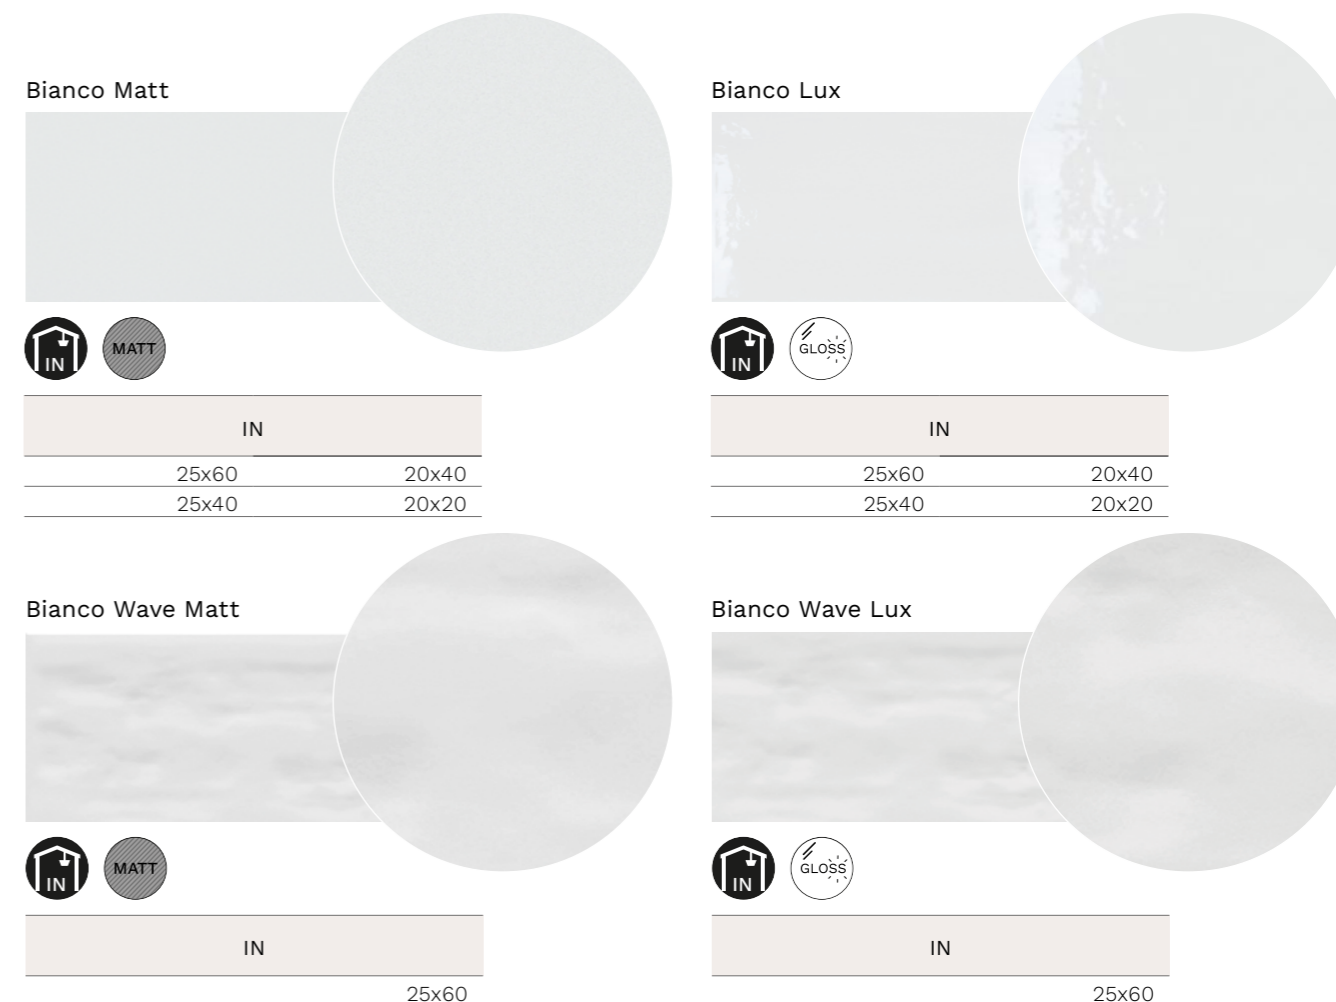 Bianco Matt
IN
MATT
IN
25x60 20x40
25x40 20x20
Bianco Lux
IN
GLOSS
IN
25x60 20x40
25x40 20x20
Bianco Wave Matt
IN
MATT
IN
25x60
Bianco Wave Lux
IN
GLOSS
IN
25x60